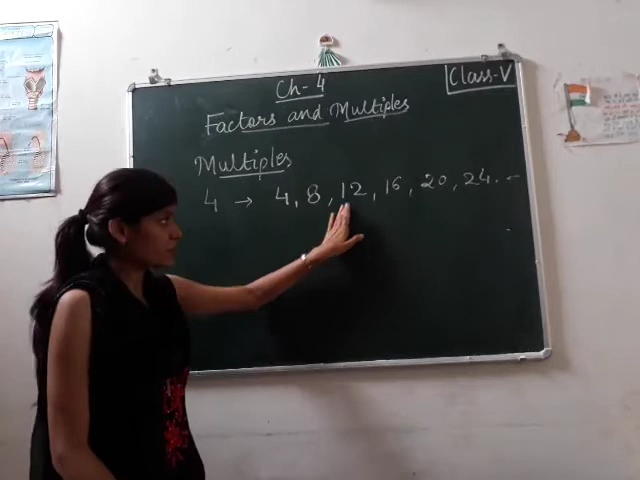 Ch-4
Class-V
Factors and Multiples
Multiples
4 → 4, 8, 12, 16, 20, 24. --